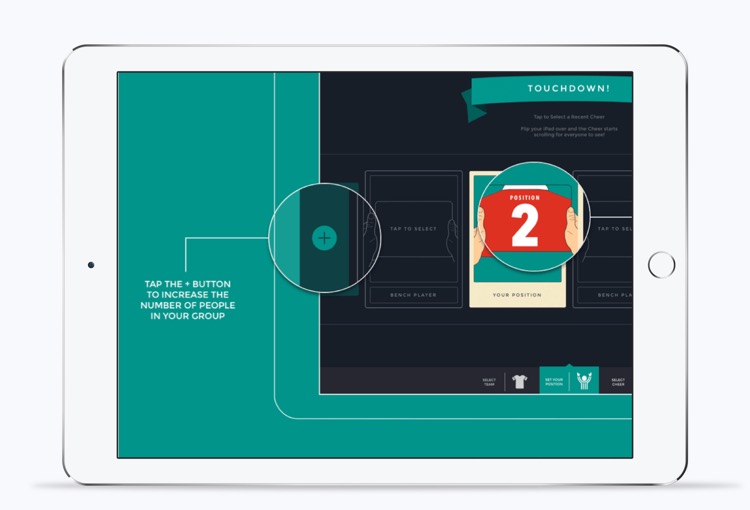 TOUCHDOWN!
Tap to Select a Recent Cheer
Flip your iPad over and the Cheer starts
scrolling for everyone to see!
POSITION
2
TAP TO SELECT
TAP TO SEL
BENCH PLAYER
YOUR POSITION
BENCH PLA
TAP THE + BUTTON
TO INCREASE THE
NUMBER OF PEOPLE
IN YOUR GROUP
SELECT
TEAM
SET YOUR
POSITION
SELECT
CHEER